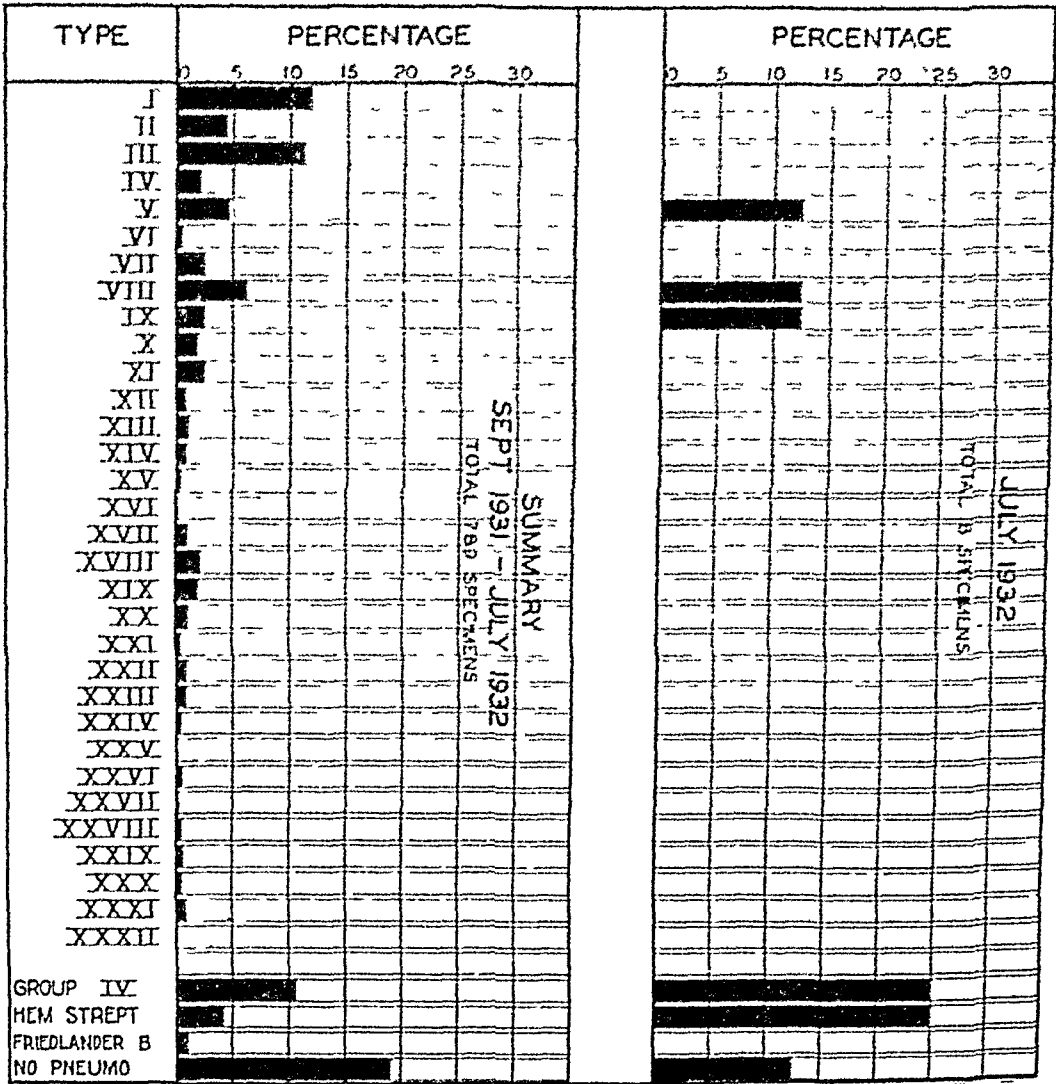 TYPE PERCENTAGE PERCENTAGE
0 5 10 15 20 25 30 0 5 10 15 20 25 30
I
II
III
IV
V
VI
VII
VIII
IX
X
XI
XII
XIII
XIV
XV
XVI
XVII
XVIII
XIX
XX
XXI
XXII
XXIII
XXIV
XXV
XXVI
XXVII
XXVIII
XXIX
XXX
XXXI
XXXII
GROUP IV
HEM STREPT
FRIEDLANDER B
NO PNEUMO
SUMMARY
SEPT 1931 - JULY 1932
TOTAL SPECMENS
JULY 1932
TOTAL